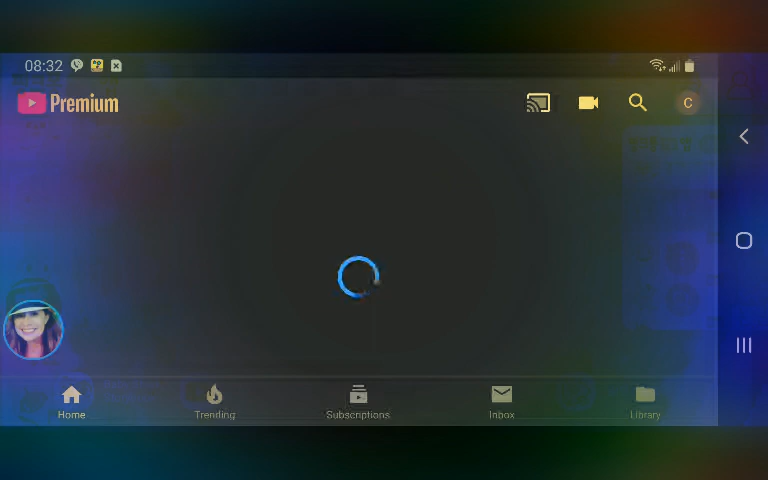 08:32
Premium
C
Home
Trending
Subscriptions
Inbox
Library